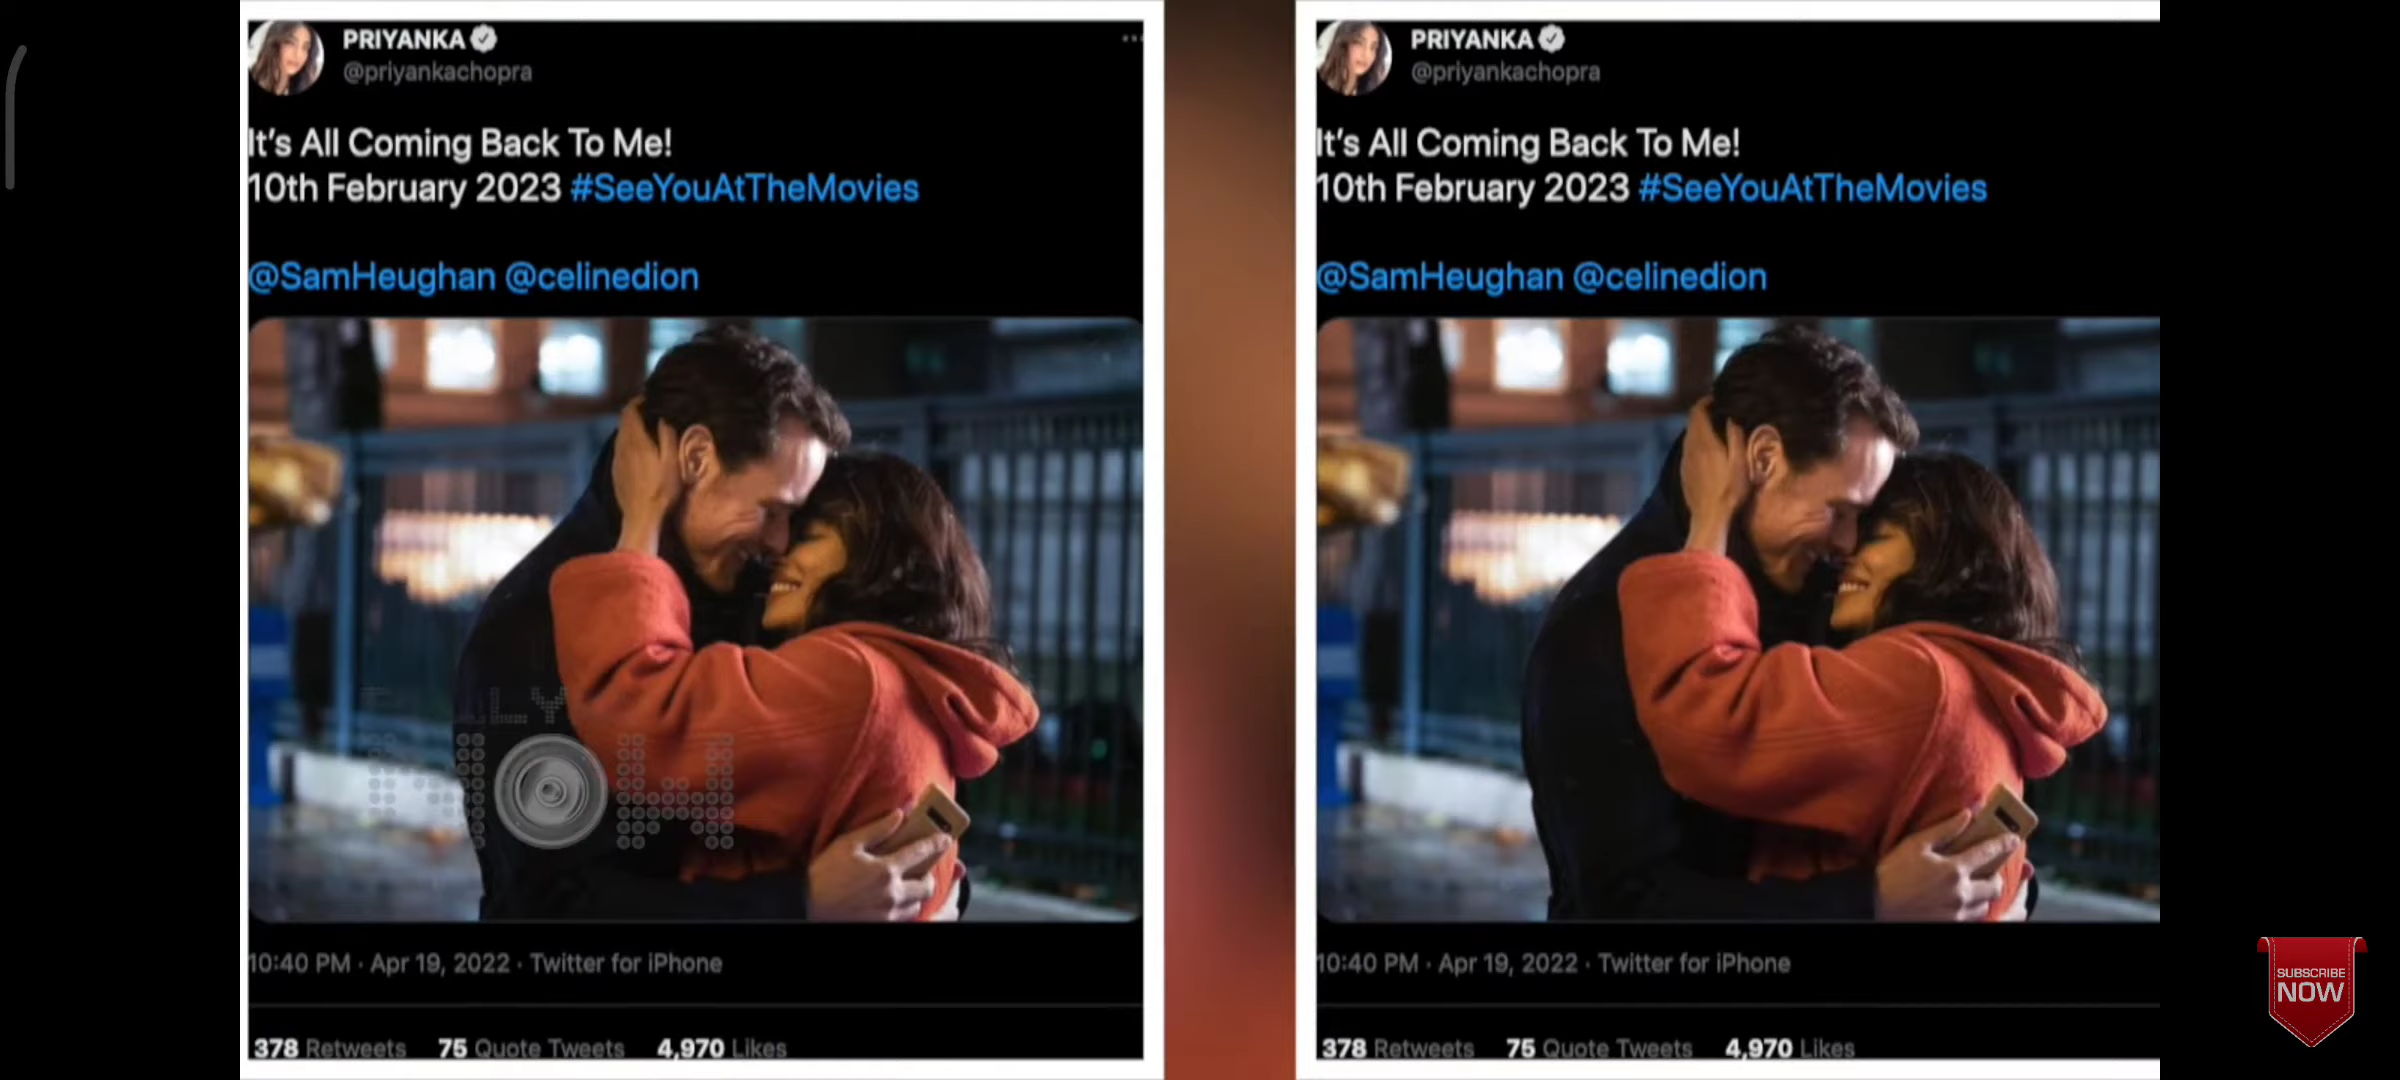 PRIYANKA
@priyankachopra
It's All Coming Back To Me!
10th February 2023 #SeeYouAtTheMovies
@SamHeughan @celinedion
10:40 PM · Apr 19, 2022 · Twitter for iPhone
378 Retweets 75 Quote Tweets 4,970 Likes
PRIYANKA
@priyankachopra
It's All Coming Back To Me!
10th February 2023 #SeeYouAtTheMovies
@SamHeughan @celinedion
10:40 PM · Apr 19, 2022 · Twitter for iPhone
378 Retweets 75 Quote Tweets 4,970 Likes
SUBSCRIBE
NOW